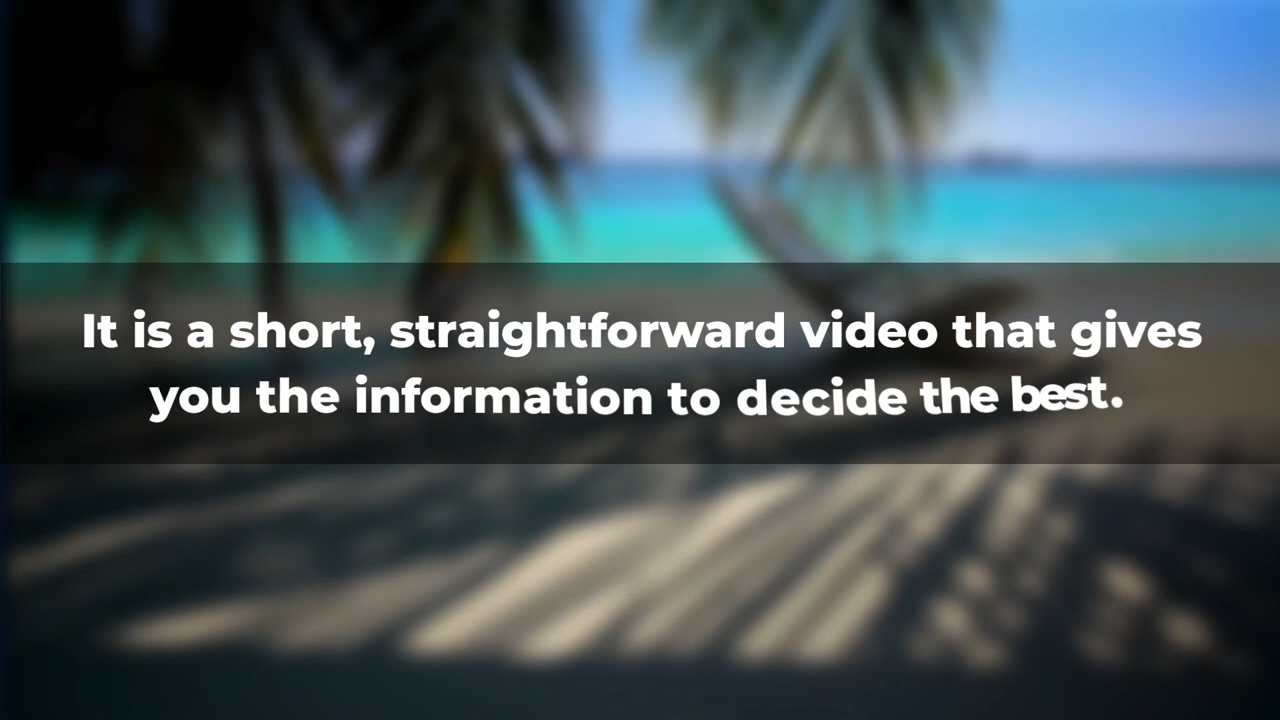 It is a short, straightforward video that gives
you the information to decide the best.